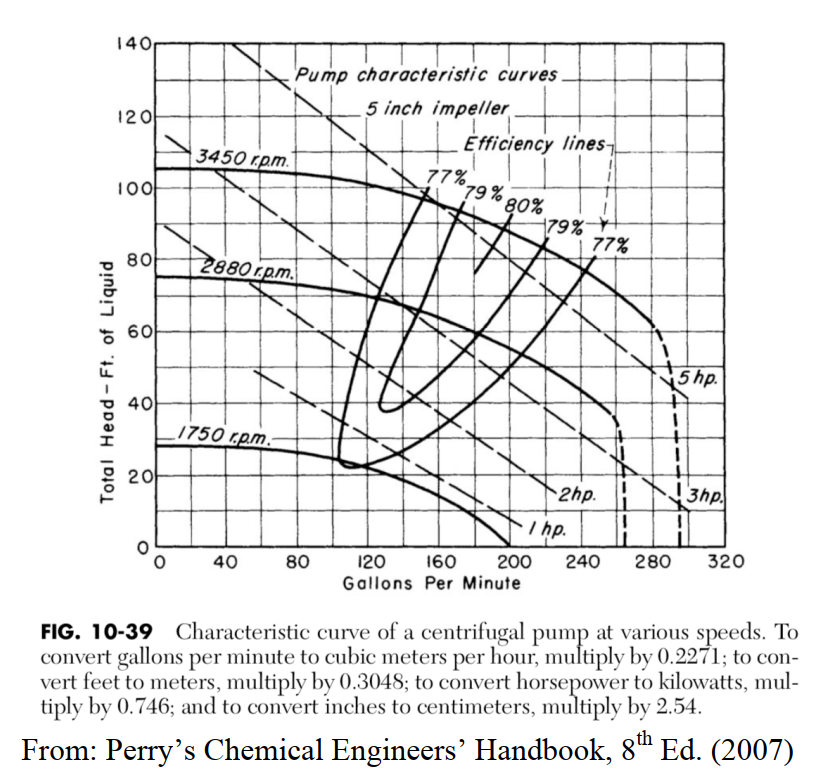 140
Pump characteristic curves
120
5 inch impeller
Efficiency lines
3450 r.p.m.
100
77%
79%
80%
79%
77%
80
2880 r.p.m.
60
5 hp.
40
1750 r.p.m.
20
2hp.
3hp.
1 hp.
0
Total Head – Ft. of Liquid
0 40 80 120 160 200 240 280 320
Gallons Per Minute
FIG. 10-39 Characteristic curve of a centrifugal pump at various speeds. To
convert gallons per minute to cubic meters per hour, multiply by 0.2271; to con-
vert feet to meters, multiply by 0.3048; to convert horsepower to kilowatts, mul-
tiply by 0.746; and to convert inches to centimeters, multiply by 2.54.
From: Perry’s Chemical Engineers’ Handbook, 8th Ed. (2007)